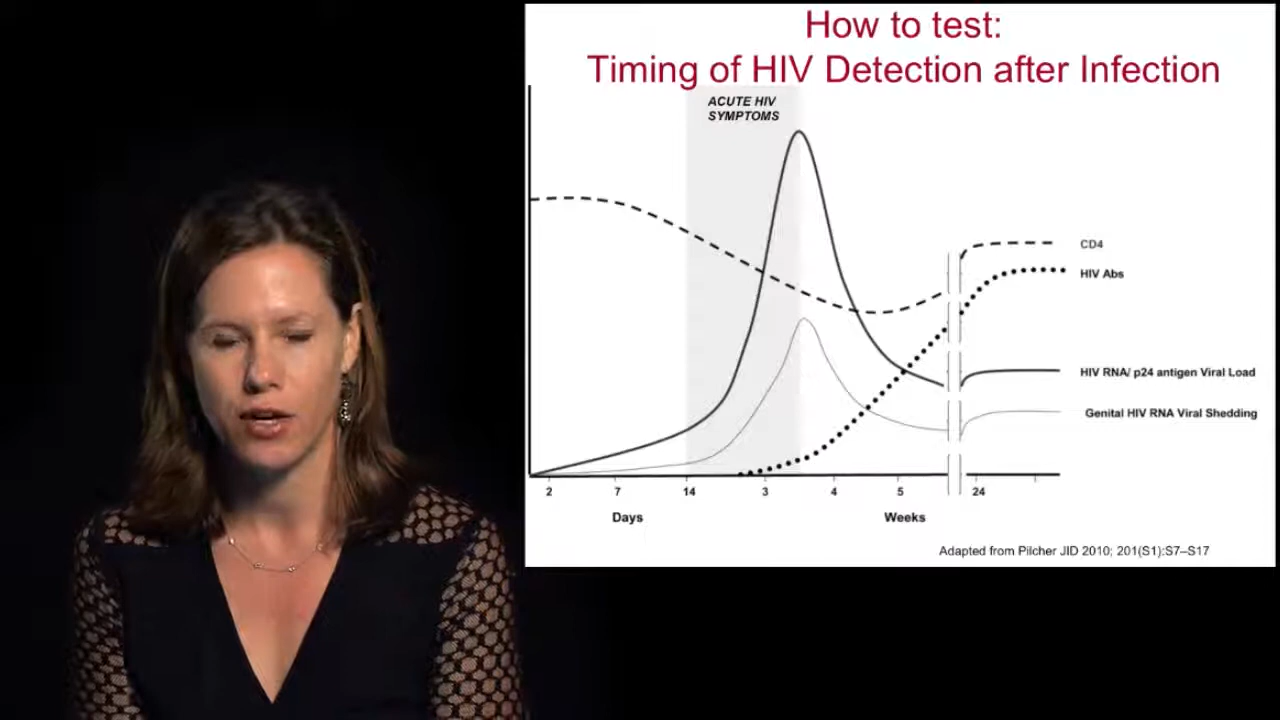 How to test:
Timing of HIV Detection after Infection
ACUTE HIV
SYMPTOMS
CD4
HIV Abs
HIV RNA/ p24 antigen Viral Load
Genital HIV RNA Viral Shedding
2 7 14 3 4 5 24
Days Weeks
Adapted from Pilcher JID 2010; 201(S1):S7–S17